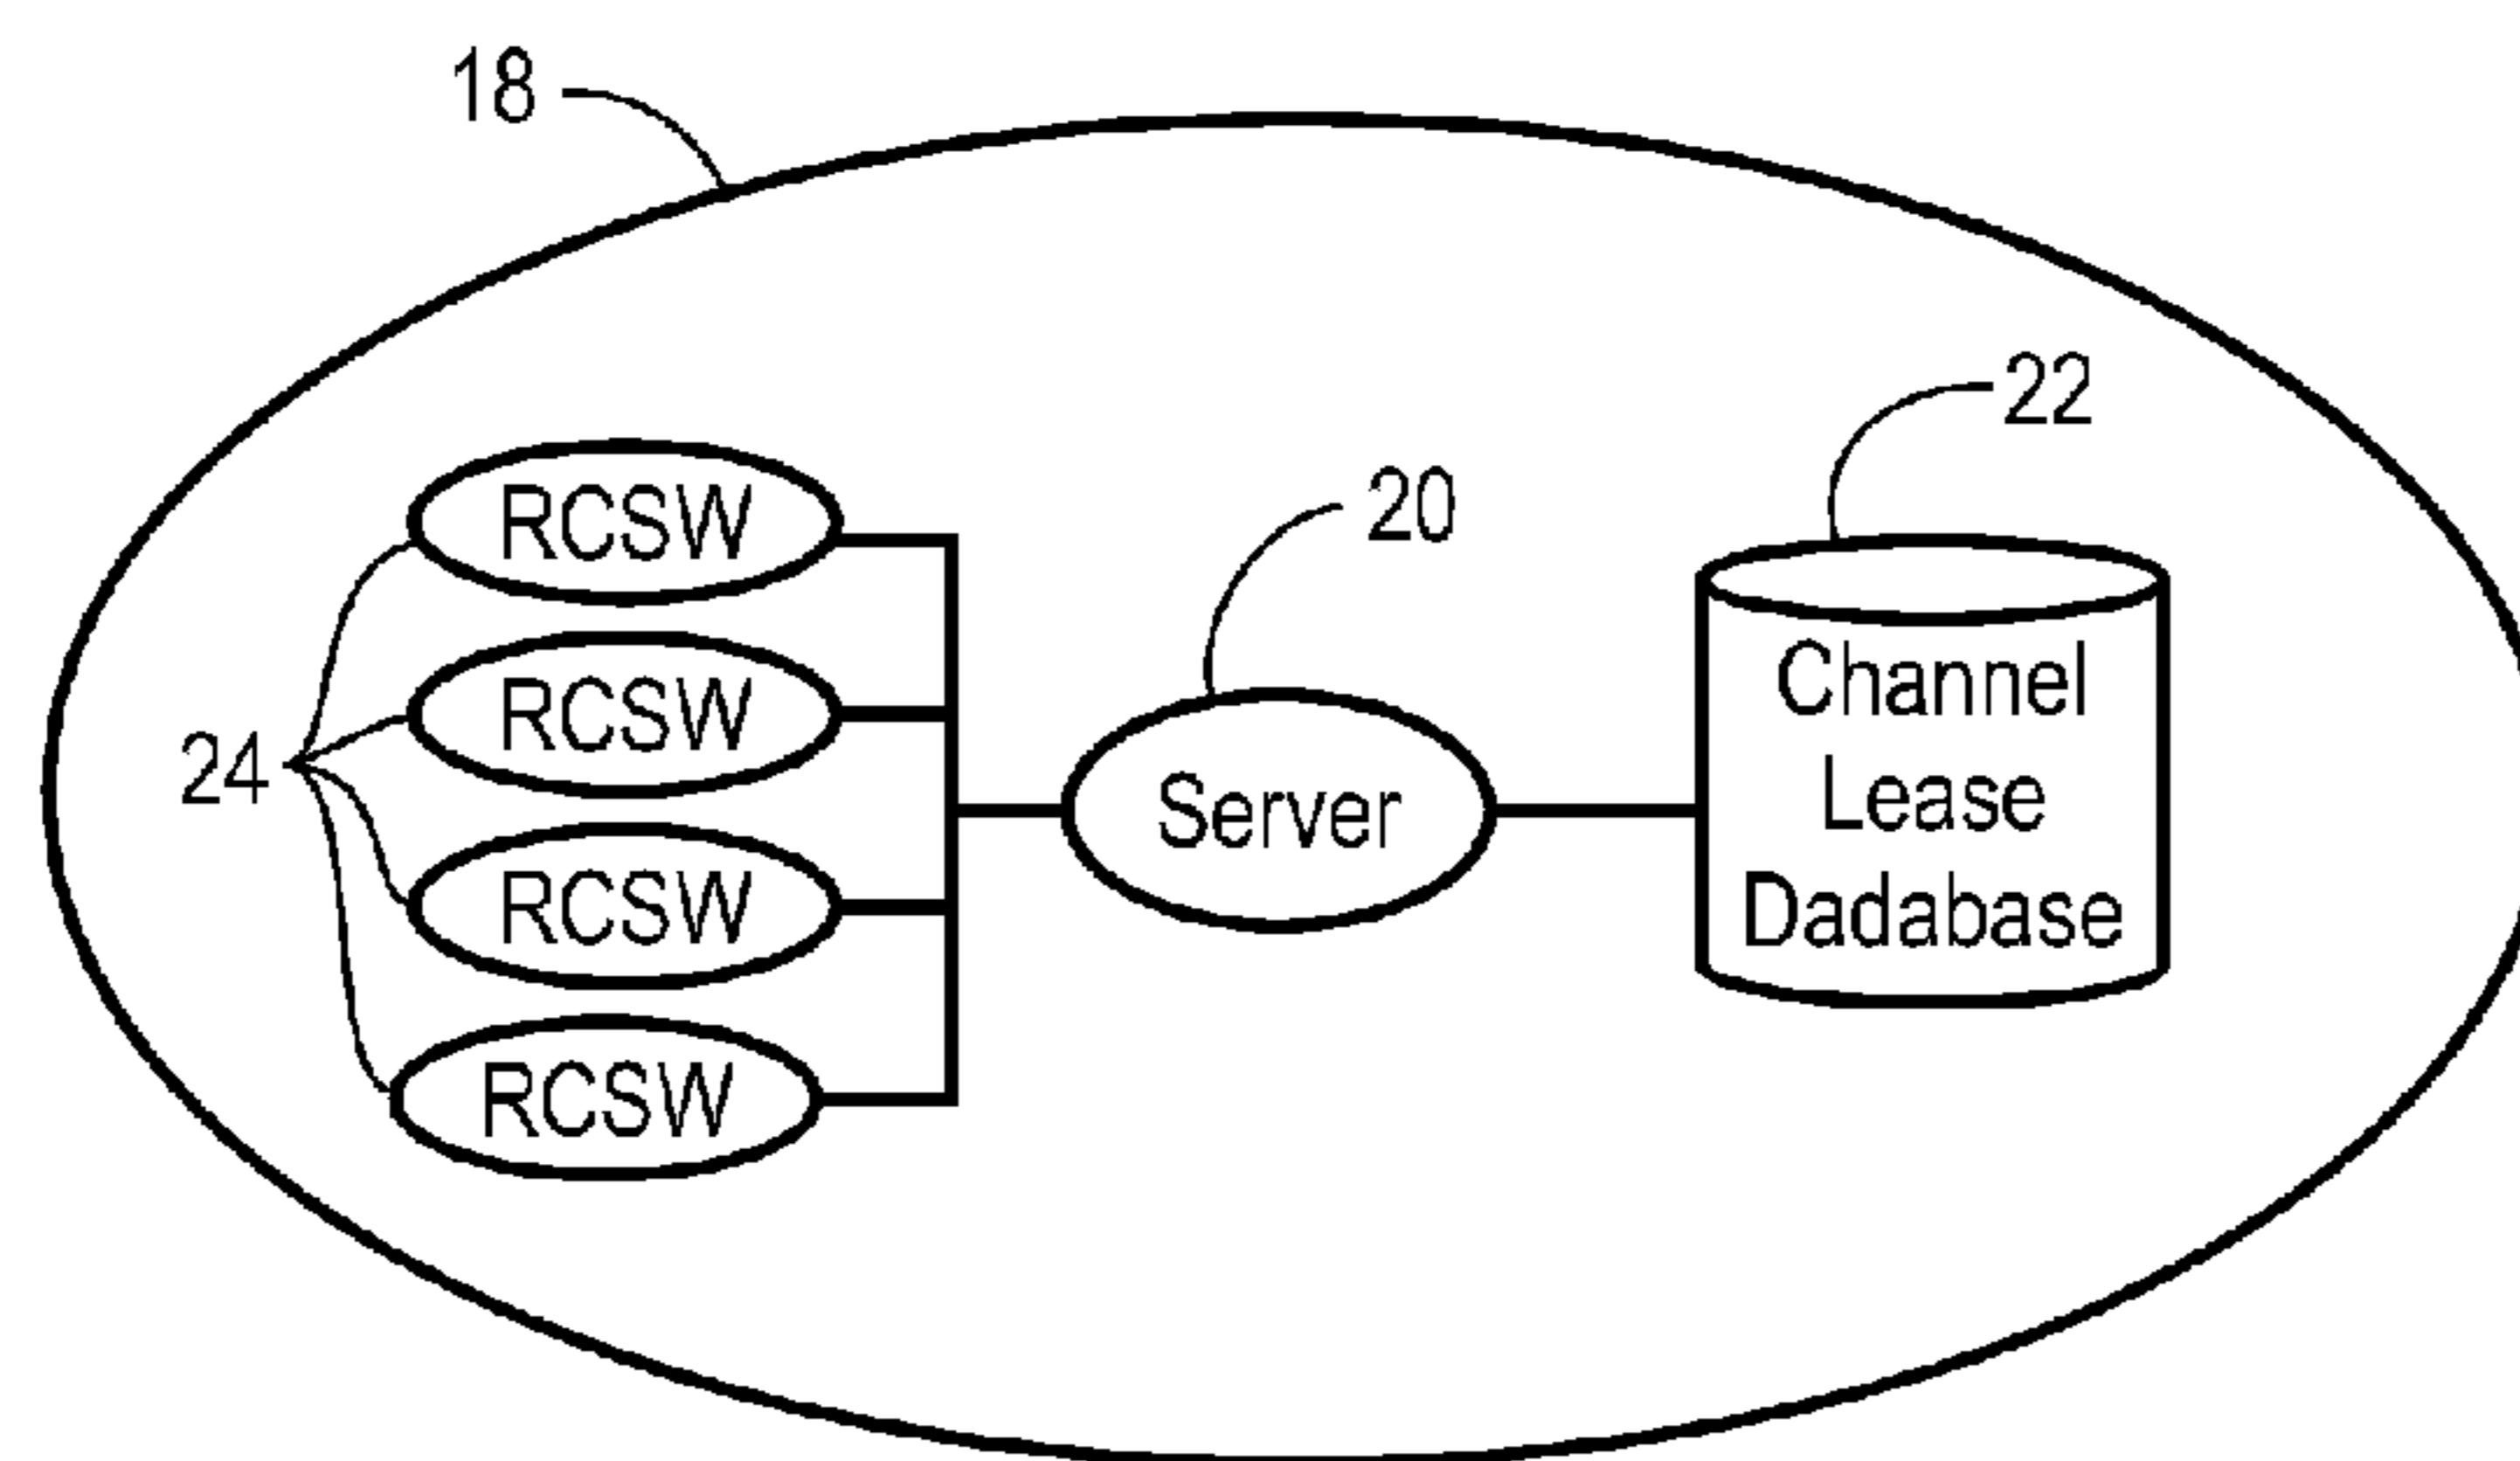 18
22
20
RCSW
RCSW
24
RCSW
RCSW
Server
Channel
Lease
Dadabase